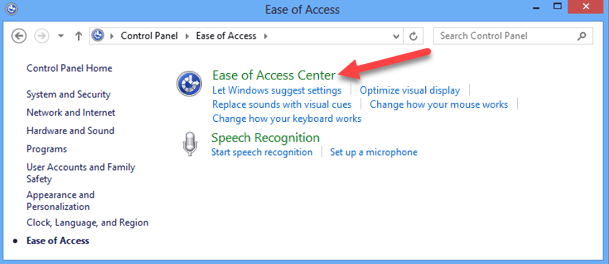 Ease of Access
Control Panel Ease of Access
Search Control Panel
Control Panel Home
System and Security
Network and Internet
Hardware and Sound
Programs
User Accounts and Family
Safety
Appearance and
Personalization
Clock, Language, and Region
Ease of Access
Ease of Access Center
Let Windows suggest settings
Optimize visual display
Replace sounds with visual cues
Change how your mouse works
Change how your keyboard works
Speech Recognition
Start speech recognition
Set up a microphone